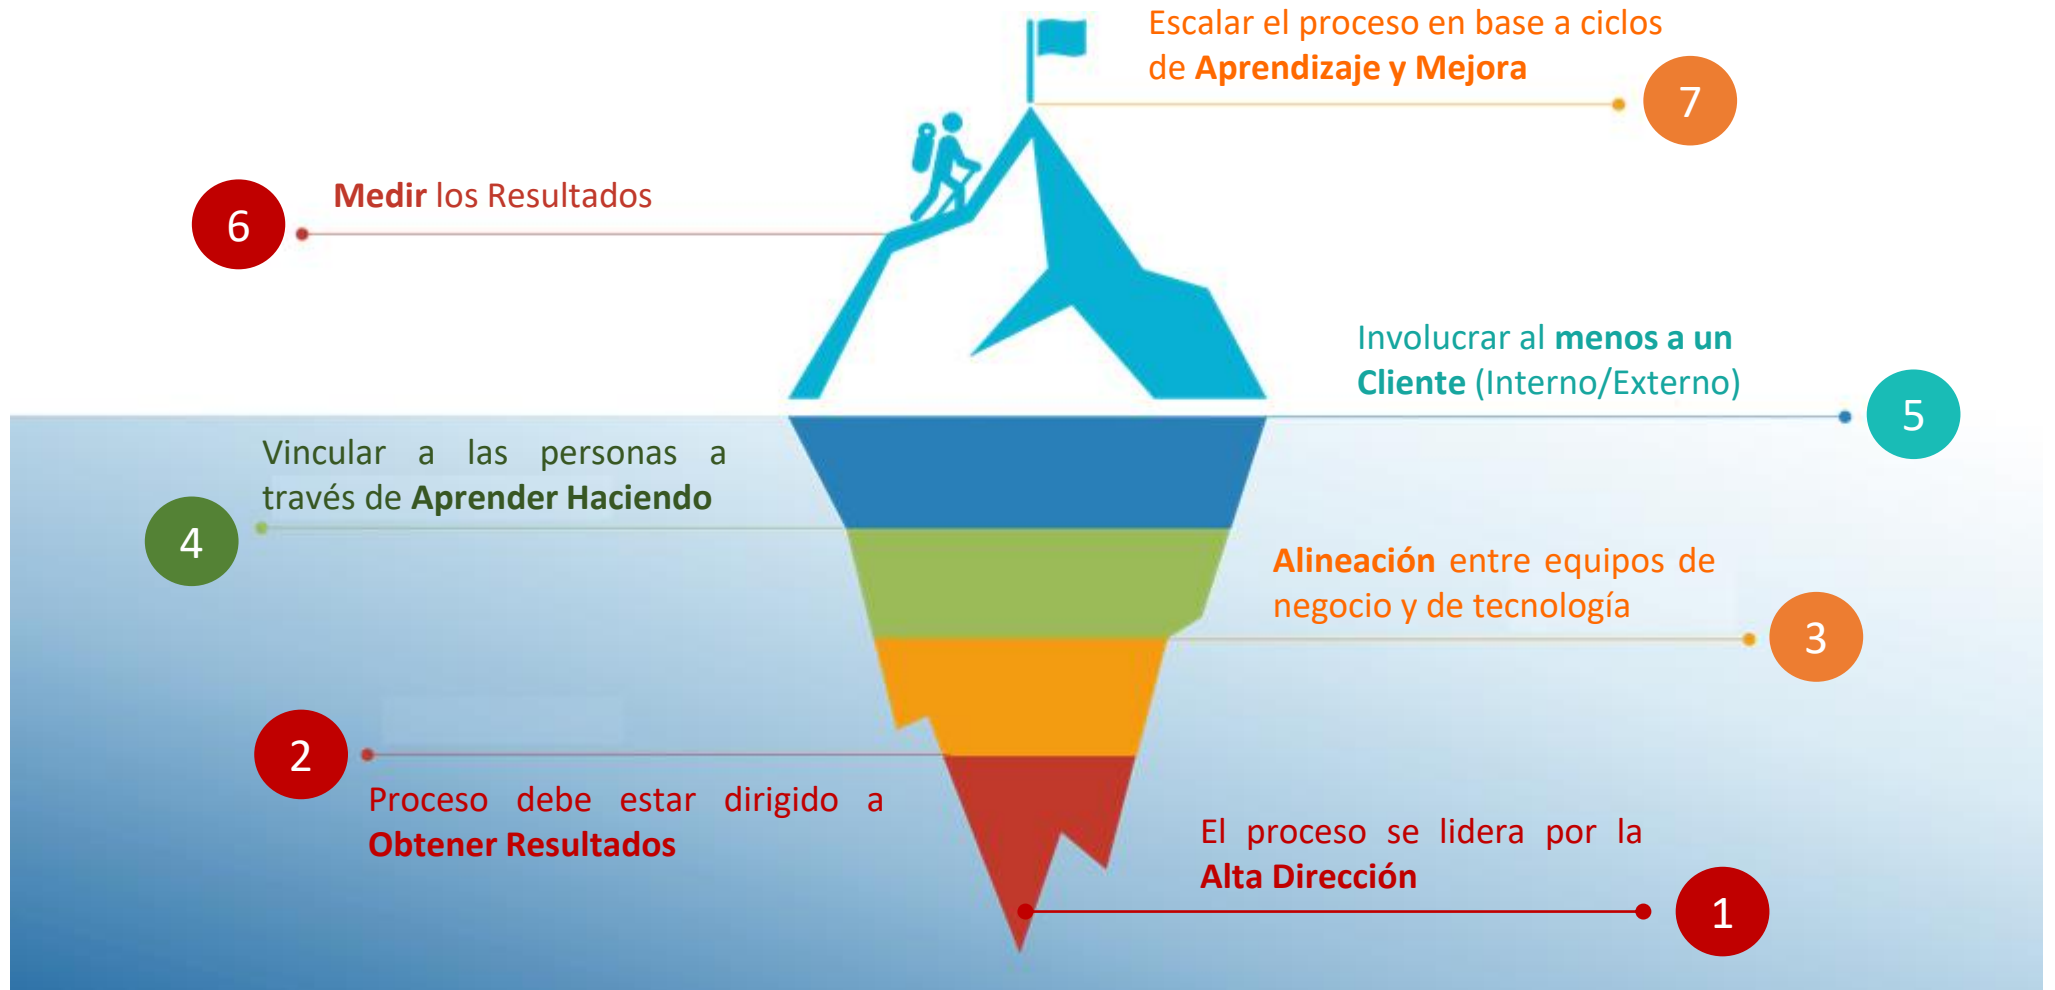 Escalar el proceso en base a ciclos
de Aprendizaje y Mejora
7
6
Medir los Resultados
Involucrar al menos a un
Cliente (Interno/Externo)
5
Vincular a las personas a
través de Aprender Haciendo
4
Alineación entre equipos de
negocio y de tecnología
3
2
Proceso debe estar dirigido a
Obtener Resultados
El proceso se lidera por la
Alta Dirección
1